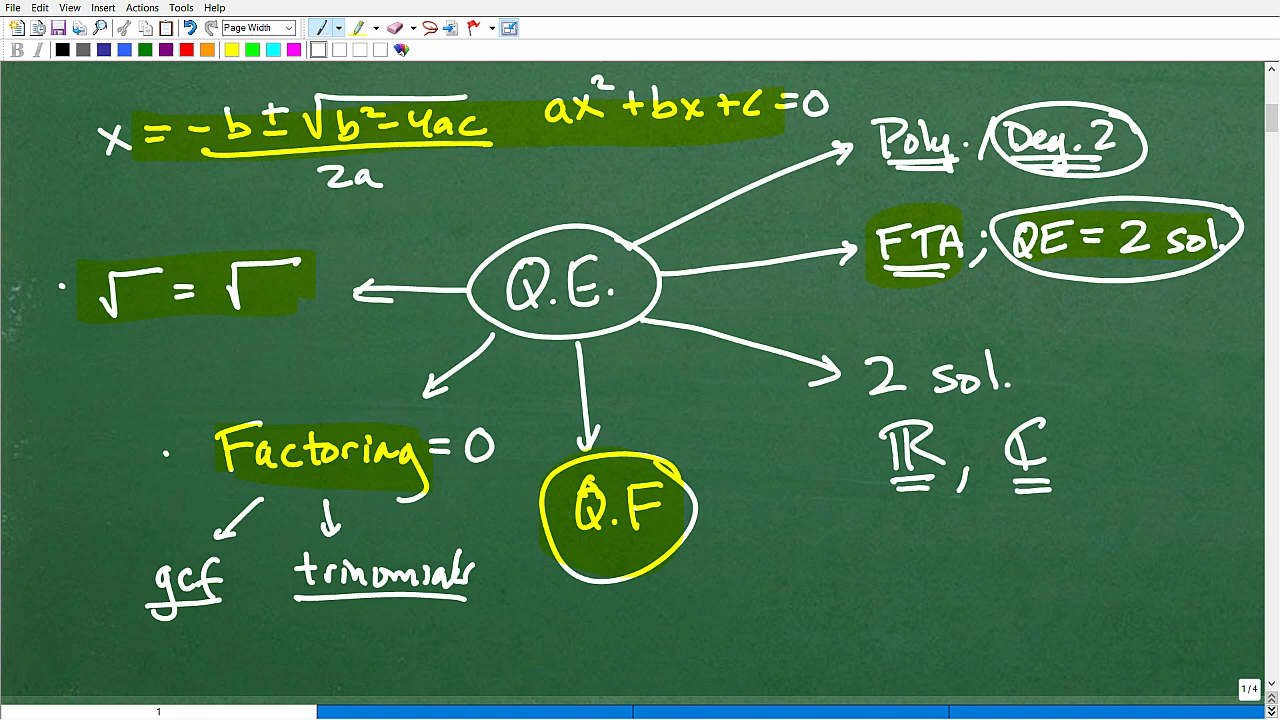 File Edit View Insert Actions Tools Help
Page Width
B I
x = -b ± √b²-4ac ax² + bx + c = 0
2a
Poly. / Deg. 2
FTA ; QE = 2 sol.
Q.E.
· √ = √
2 sol.
ℝ, ℂ
· Factoring = 0
Q.F
gcf trinomials
1/4
1